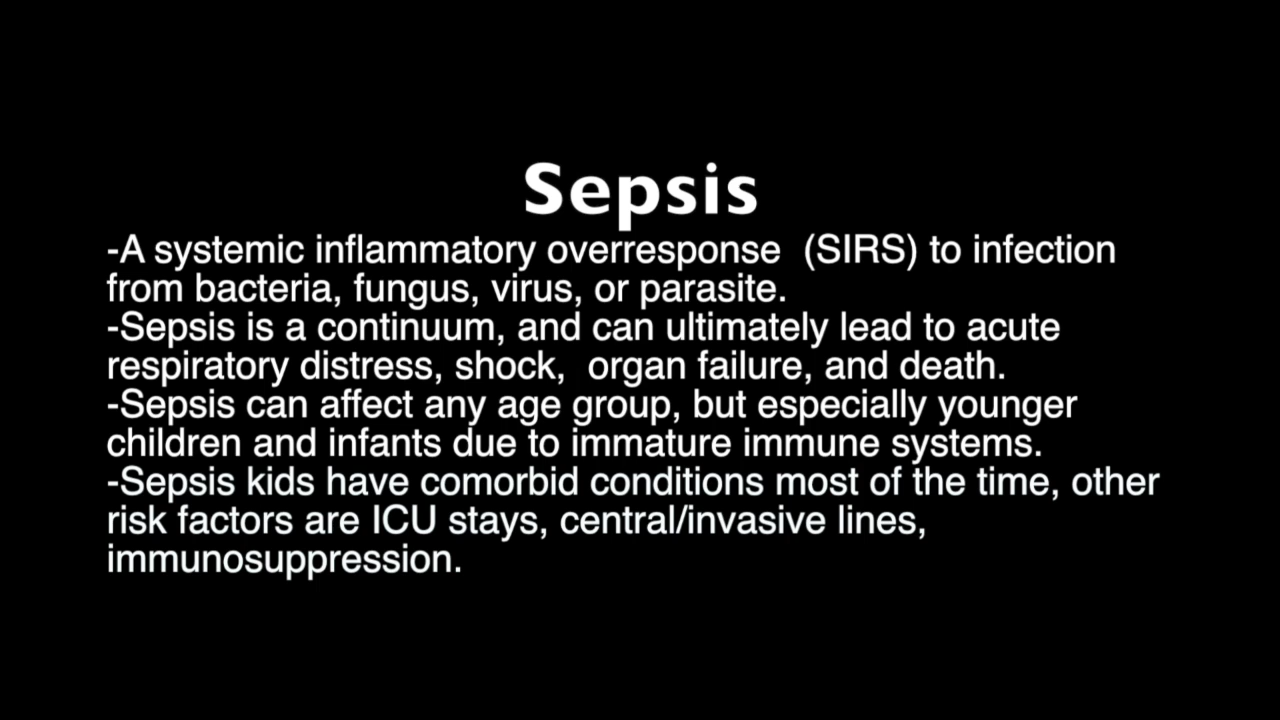 Sepsis
-A systemic inflammatory overresponse  (SIRS) to infection
from bacteria, fungus, virus, or parasite.
-Sepsis is a continuum, and can ultimately lead to acute
respiratory distress, shock,  organ failure, and death.
-Sepsis can affect any age group, but especially younger
children and infants due to immature immune systems.
-Sepsis kids have comorbid conditions most of the time, other
risk factors are ICU stays, central/invasive lines,
immunosuppression.